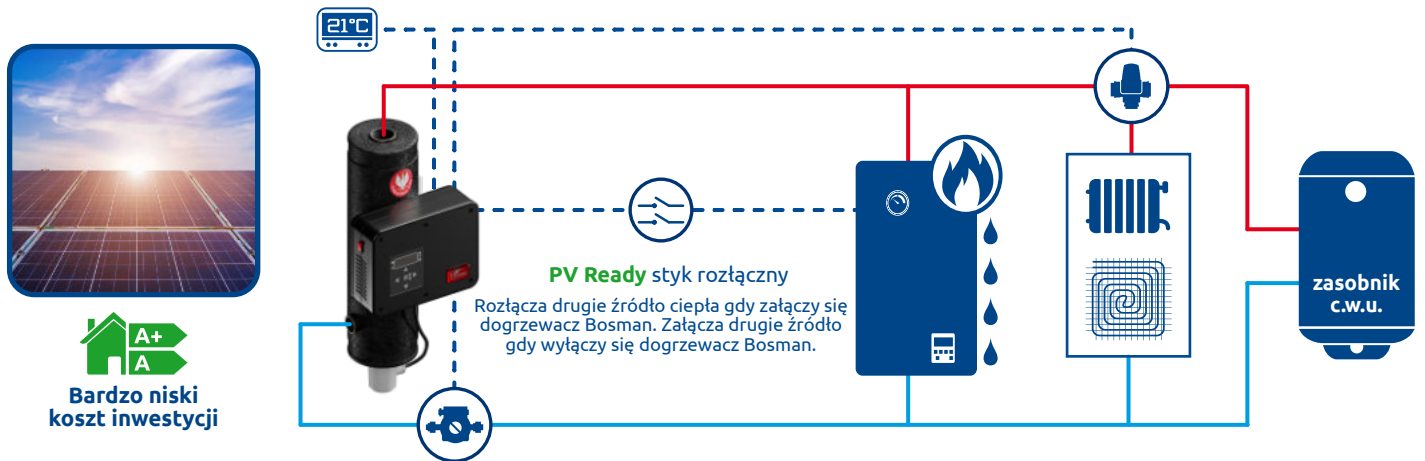 21°C
PV Ready styk rozłączny
Rozłącza drugie źródło ciepła gdy załączy się
dogrzewacz Bosman. Załącza drugie źródło
gdy wyłączy się dogrzewacz Bosman.
A+
A
Bardzo niski
koszt inwestycji
zasobnik
c.w.u.